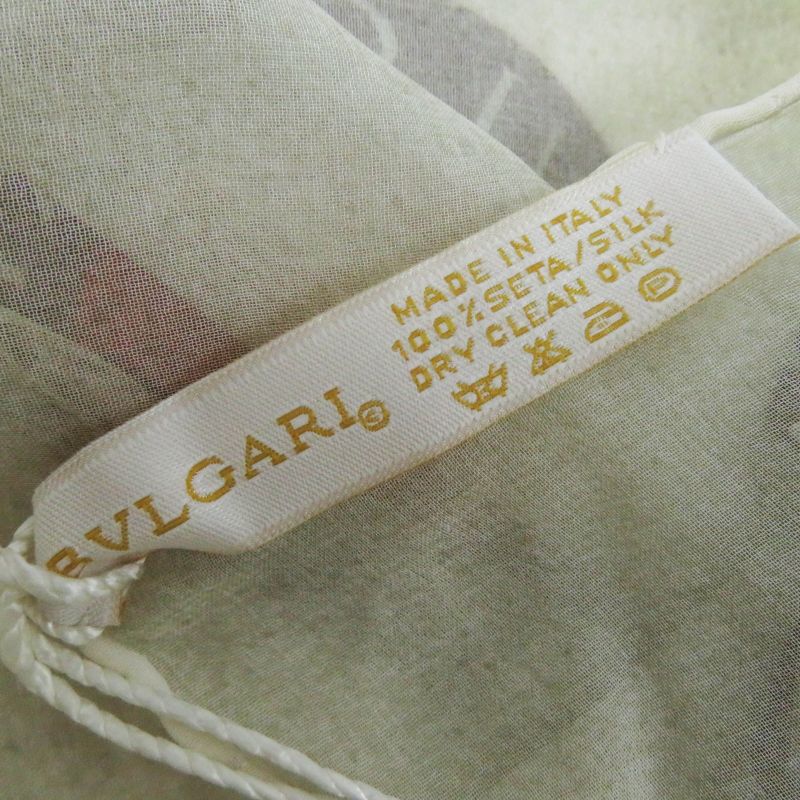 BVLGARI©
MADE IN ITALY
100%SETA/SILK
DRY CLEAN ONLY
P